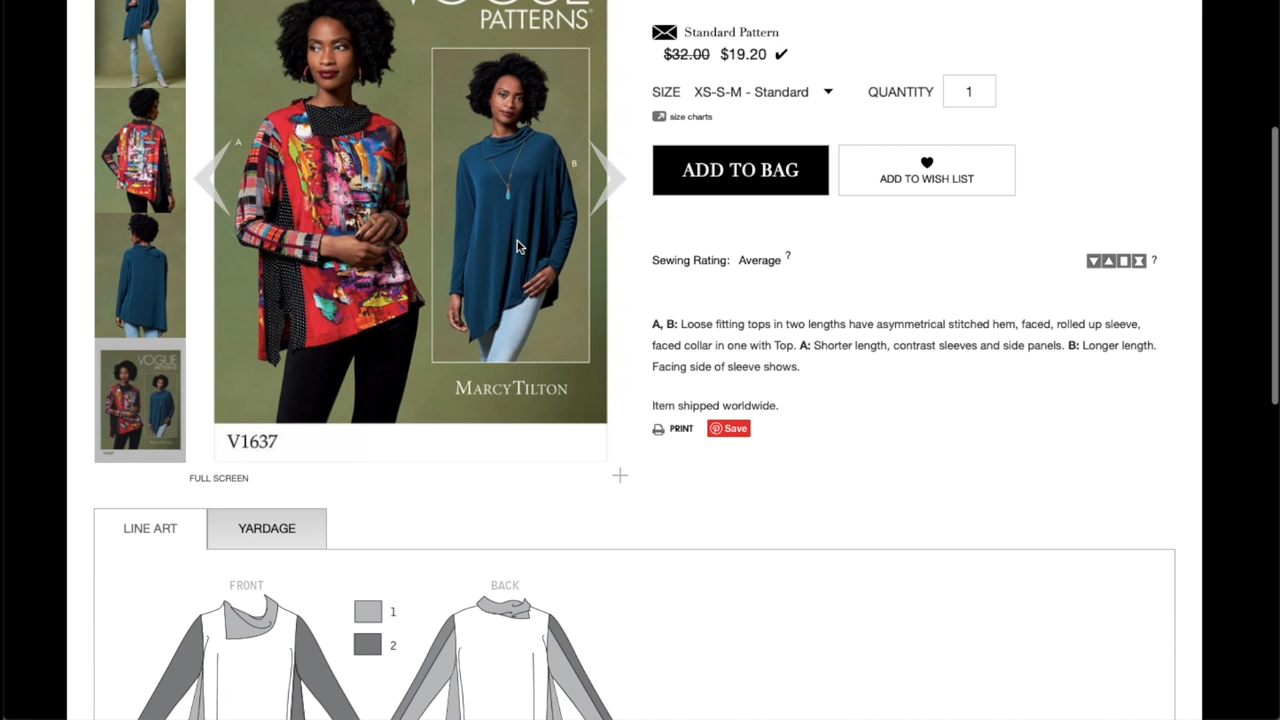 VOGUE
PATTERNS®
A
B
MARCY TILTON
V1637
FULL SCREEN
Standard Pattern
$32.00 $19.20 ✔
SIZE XS-S-M - Standard QUANTITY 1
size charts
ADD TO BAG
ADD TO WISH LIST
Sewing Rating: Average ?
?
A, B: Loose fitting tops in two lengths have asymmetrical stitched hem, faced, rolled up sleeve,
faced collar in one with Top. A: Shorter length, contrast sleeves and side panels. B: Longer length.
Facing side of sleeve shows.
Item shipped worldwide.
PRINT Save
LINE ART YARDAGE
FRONT BACK
1
2
VOGUE
PATTERNS